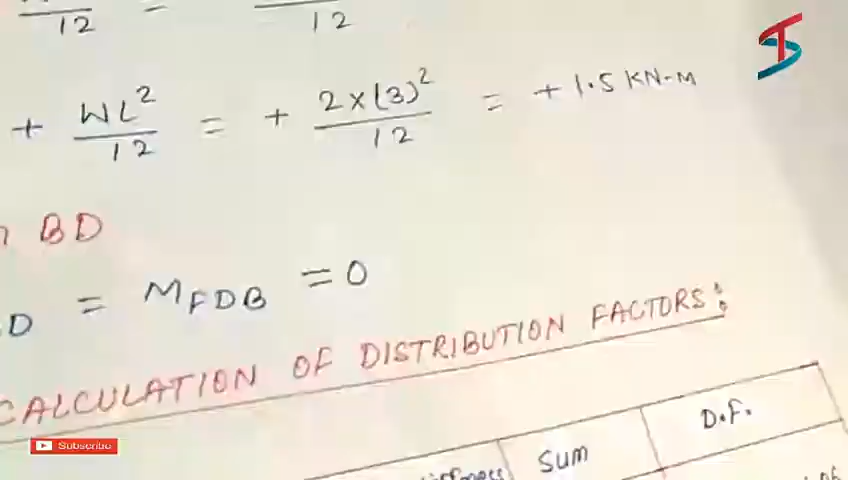 12 = 12
+ WL²/12 = + 2×(3)²/12 = + 1.5 KN-M
BD
D = MFDB = 0
CALCULATION OF DISTRIBUTION FACTORS:
Sum D.F.
Subscribe